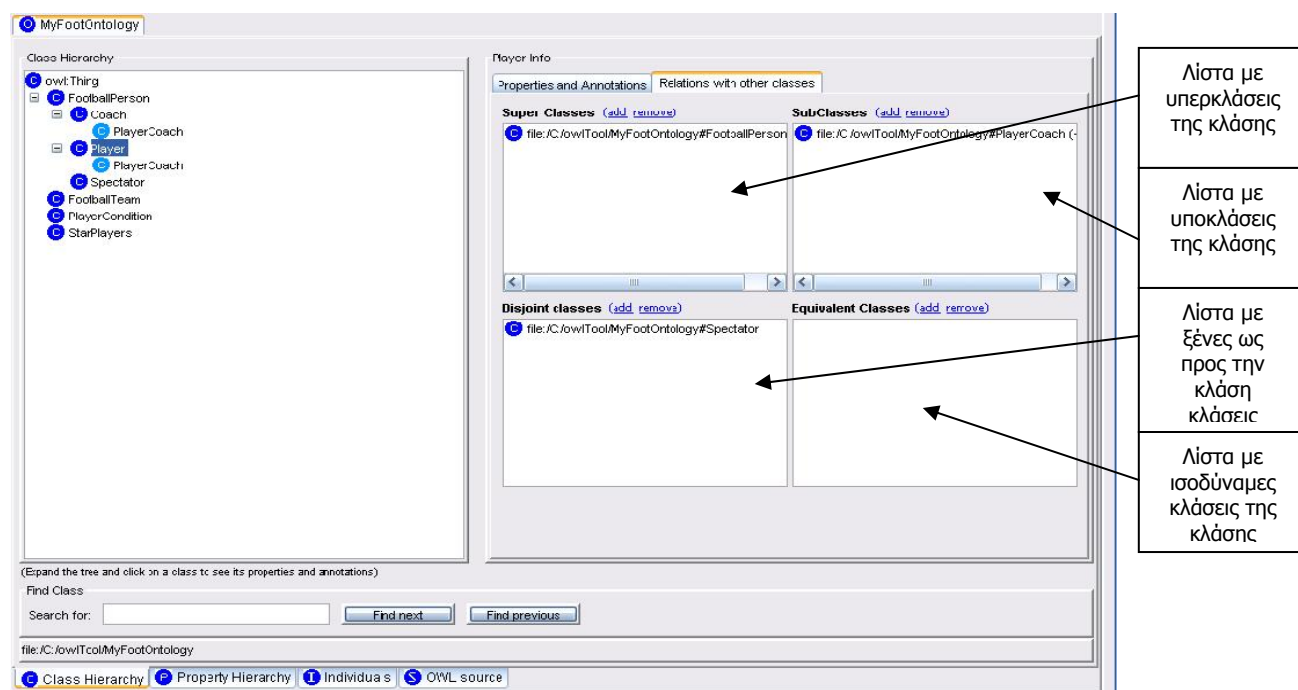 MyFootOntology
Class Hierarchy
owl:Thing
FootballPerson
Coach
PlayerCoach
Player
PlayerCoach
Spectator
FootballTeam
PlayerCondition
StarPlayers
(Expand the tree and click on a class to see its properties and annotations)
Find Class
Search for:
Find next
Find previous
file:/C:/owlTool/MyFootOntology
Class Hierarchy
Property Hierarchy
Individuals
OWL source
Player Info
Properties and Annotations
Relations with other classes
Super Classes (add remove)
file:/C:/owlTool/MyFootOntology#FootballPerson
SubClasses (add remove)
file:/C:/owlTool/MyFootOntology#PlayerCoach (-
Disjoint classes (add remove)
file:/C:/owlTool/MyFootOntology#Spectator
Equivalent Classes (add remove)
Λίστα με
υπερκλάσεις
της κλάσης
Λίστα με
υποκλάσεις
της κλάσης
Λίστα με
ξένες ως
προς την
κλάση
κλάσεις
Λίστα με
ισοδύναμες
κλάσεις της
κλάσης